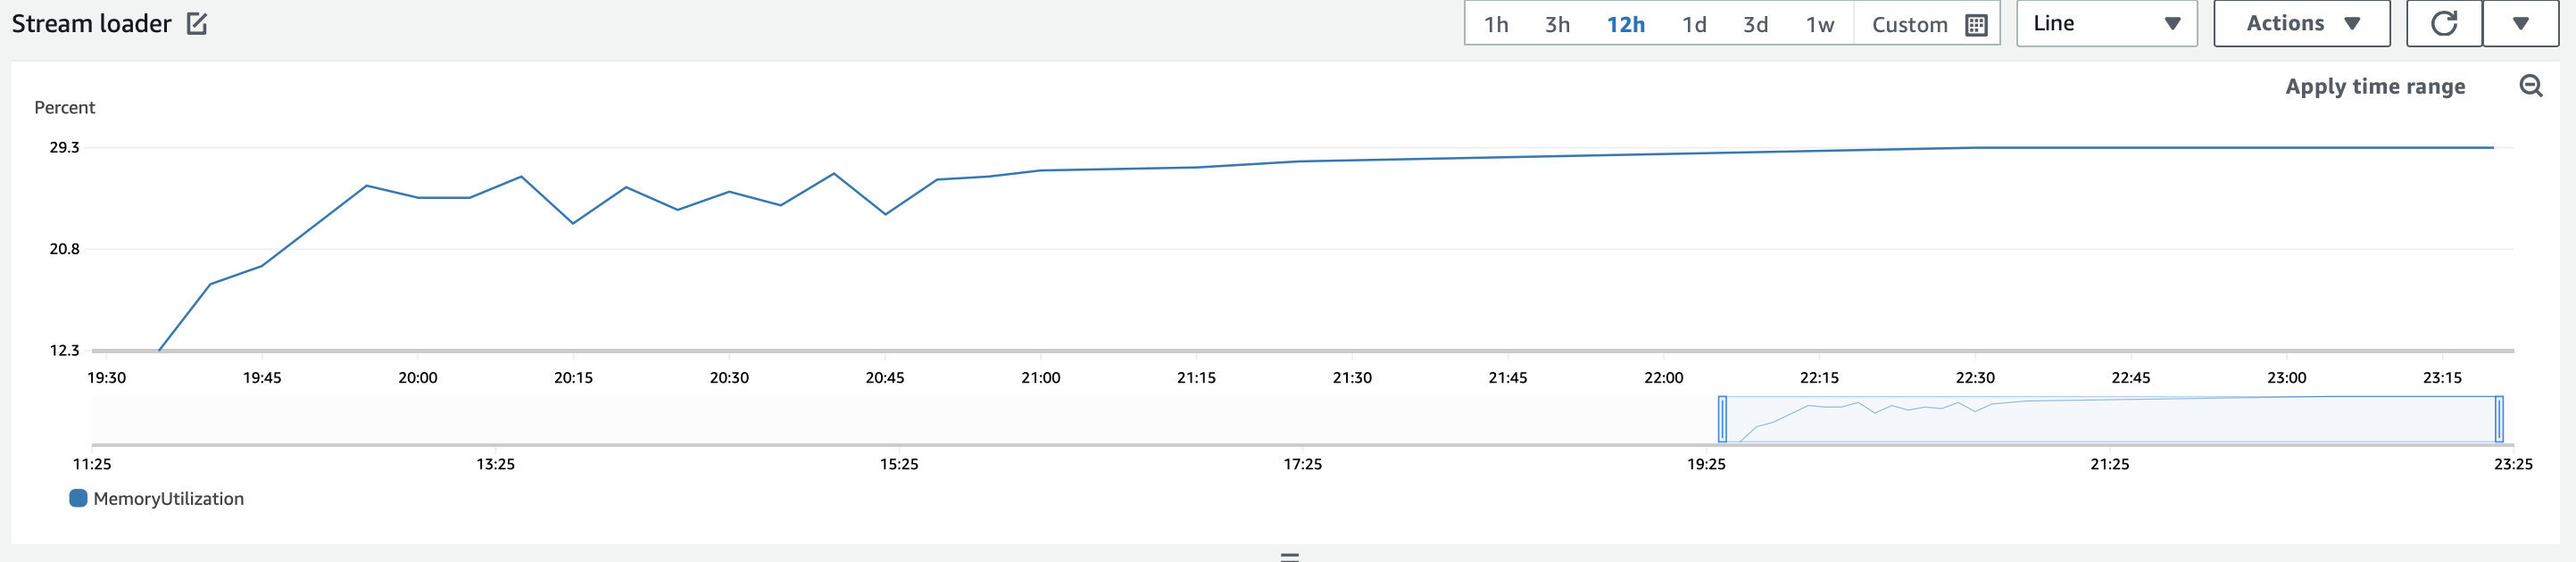 Stream loader
1h 3h 12h 1d 3d 1w Custom
Line
Actions
Apply time range
Percent
29.3
20.8
12.3
19:30 19:45 20:00 20:15 20:30 20:45 21:00 21:15 21:30 21:45 22:00 22:15 22:30 22:45 23:00 23:15
11:25 13:25 15:25 17:25 19:25 21:25 23:25
MemoryUtilization